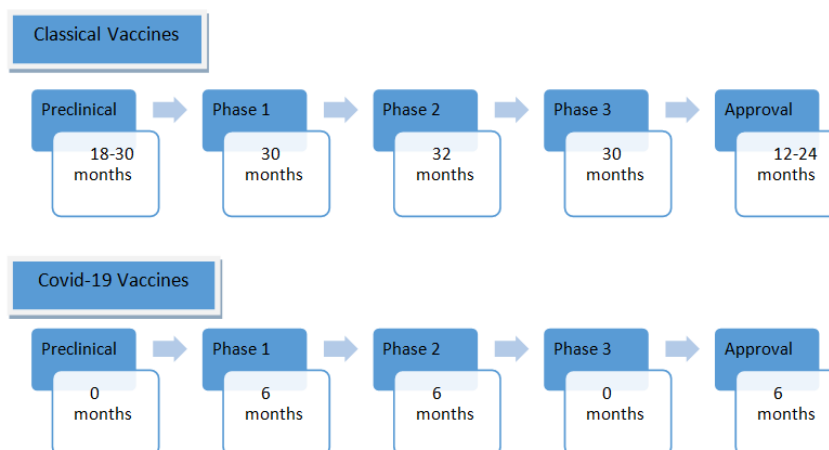 Classical Vaccines
Preclinical
18-30
months
Phase 1
30
months
Phase 2
32
months
Phase 3
30
months
Approval
12-24
months
Covid-19 Vaccines
Preclinical
0
months
Phase 1
6
months
Phase 2
6
months
Phase 3
0
months
Approval
6
months